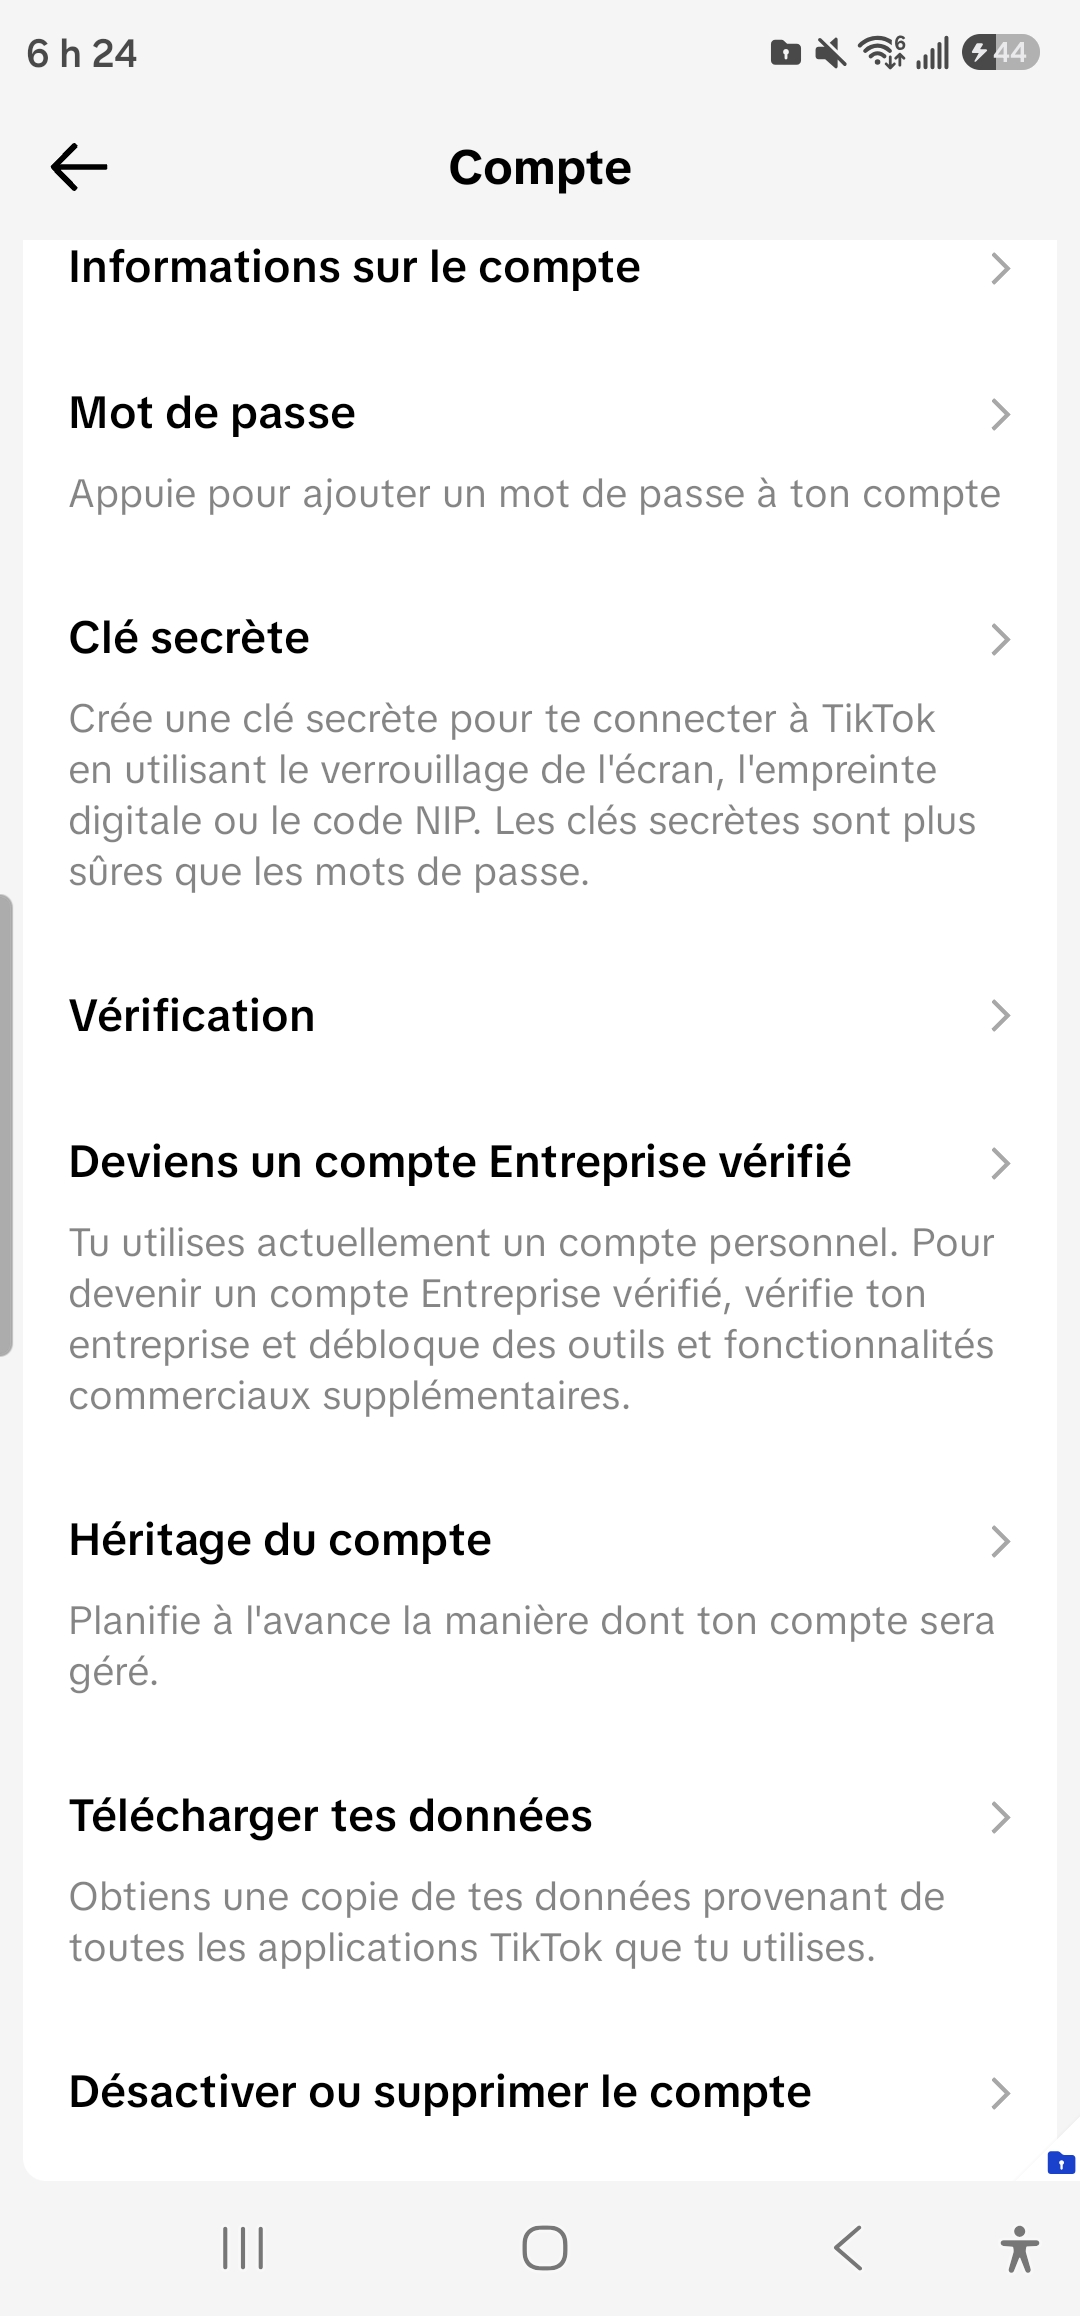 6 h 24
6
44
Compte
Informations sur le compte
Mot de passe
Appuie pour ajouter un mot de passe à ton compte
Clé secrète
Crée une clé secrète pour te connecter à TikTok
en utilisant le verrouillage de l'écran, l'empreinte
digitale ou le code NIP. Les clés secrètes sont plus
sûres que les mots de passe.
Vérification
Deviens un compte Entreprise vérifié
Tu utilises actuellement un compte personnel. Pour
devenir un compte Entreprise vérifié, vérifie ton
entreprise et débloque des outils et fonctionnalités
commerciaux supplémentaires.
Héritage du compte
Planifie à l'avance la manière dont ton compte sera
géré.
Télécharger tes données
Obtiens une copie de tes données provenant de
toutes les applications TikTok que tu utilises.
Désactiver ou supprimer le compte